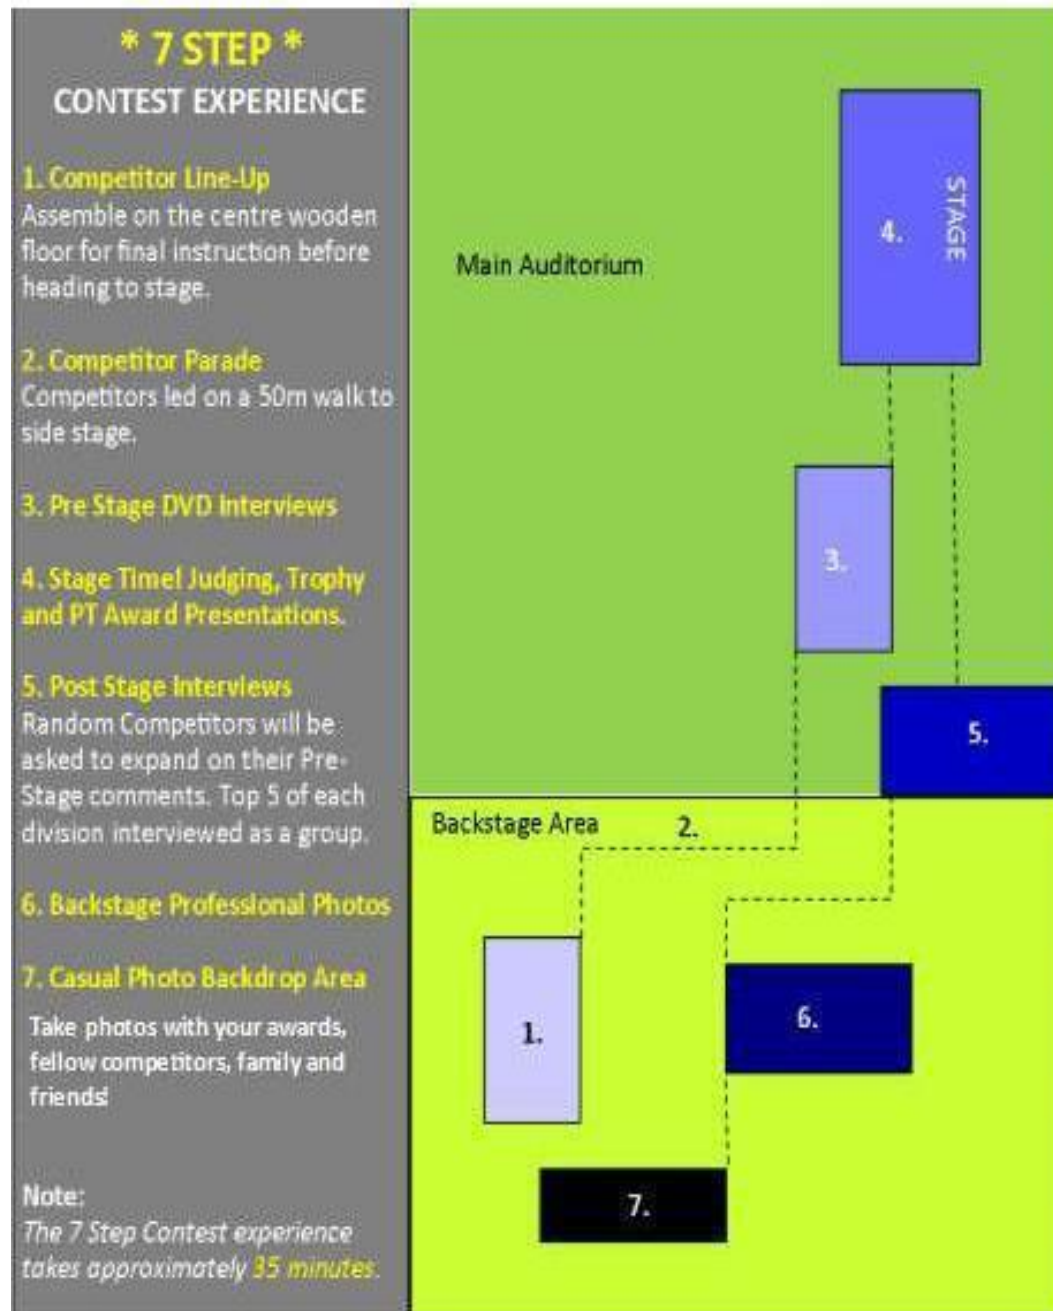 * 7 STEP *
CONTEST EXPERIENCE
1. Competitor Line-Up
Assemble on the centre wooden
floor for final instruction before
heading to stage.
2. Competitor Parade
Competitors led on a 50m walk to
side stage.
3. Pre Stage DVD Interviews
4. Stage Time! Judging, Trophy
and PT Award Presentations.
5. Post Stage Interviews
Random Competitors will be
asked to expand on their Pre-
Stage comments. Top 5 of each
division interviewed as a group.
6. Backstage Professional Photos
7. Casual Photo Backdrop Area
Take photos with your awards,
fellow competitors, family and
friends!
Note:
The 7 Step Contest experience
takes approximately 35 minutes.
Main Auditorium
4.
STAGE
3.
5.
Backstage Area
2.
1.
6.
7.